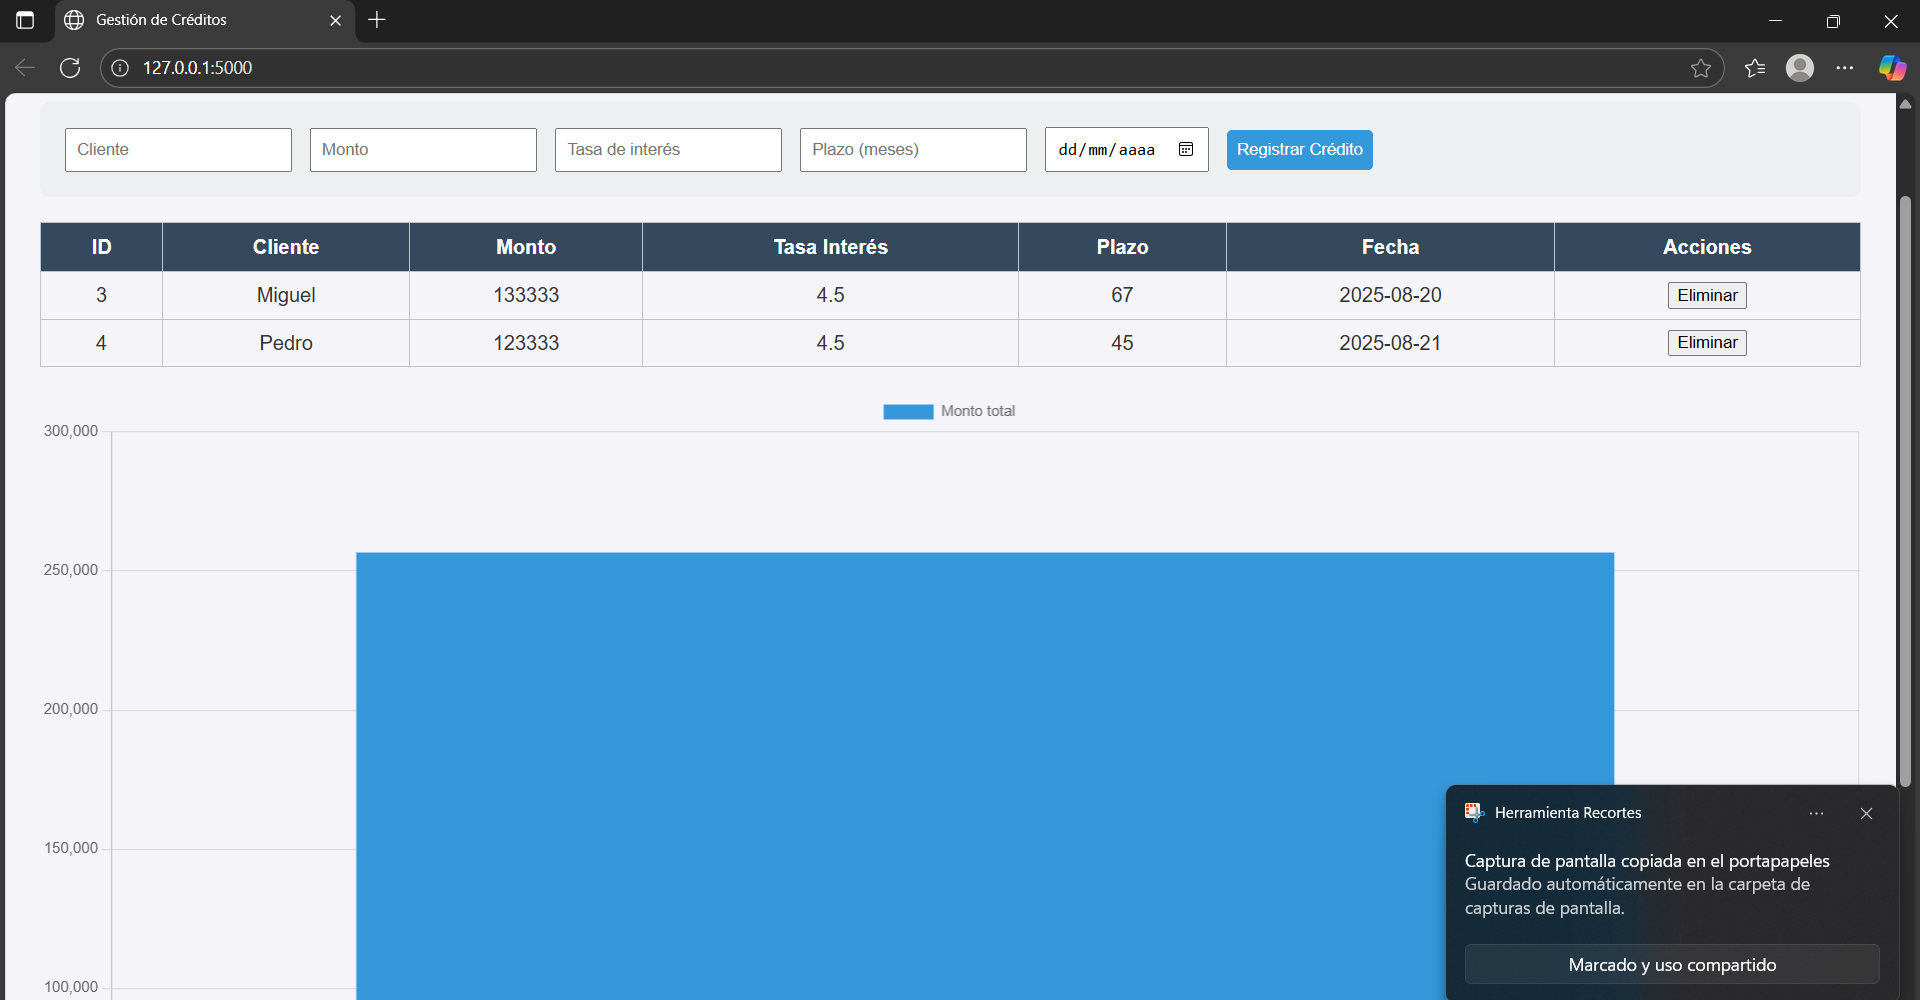 Gestión de Créditos
127.0.0.1:5000
Cliente Monto Tasa de interés Plazo (meses) dd/mm/aaaa Registrar Crédito
ID Cliente Monto Tasa Interés Plazo Fecha Acciones
3 Miguel 133333 4.5 67 2025-08-20 Eliminar
4 Pedro 123333 4.5 45 2025-08-21 Eliminar
Monto total
300,000
250,000
200,000
150,000
100,000
Herramienta Recortes
Captura de pantalla copiada en el portapapeles
Guardado automáticamente en la carpeta de
capturas de pantalla.
Marcado y uso compartido